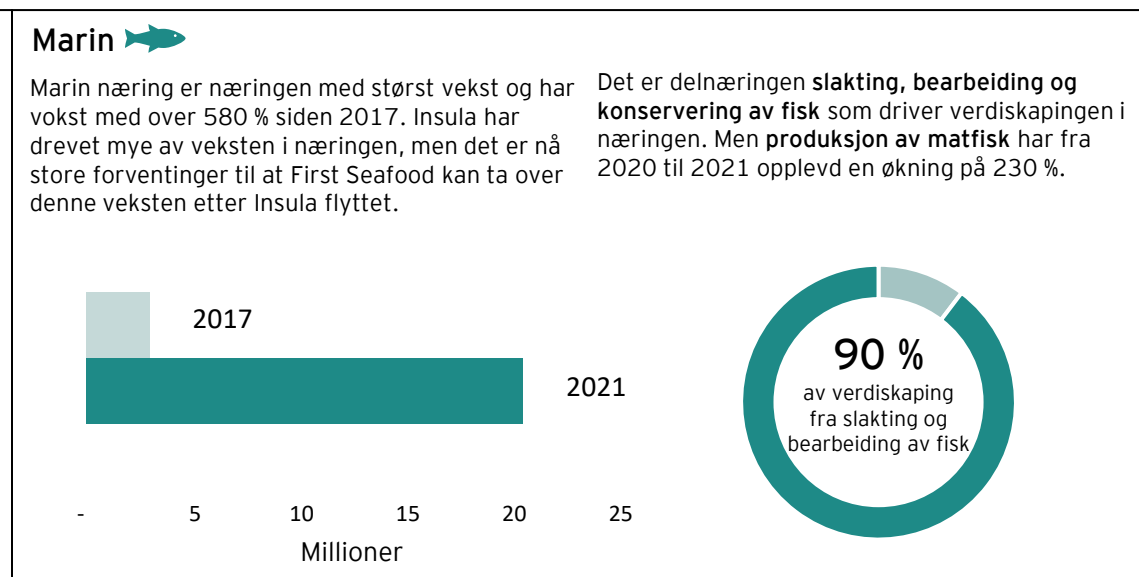 Marin
Marin næring er næringen med størst vekst og har
vokst med over 580 % siden 2017. Insula har
drevet mye av veksten i næringen, men det er nå
store forventinger til at First Seafood kan ta over
denne veksten etter Insula flyttet.
Det er delnæringen slakting, bearbeiding og
konservering av fisk som driver verdiskapingen i
næringen. Men produksjon av matfisk har fra
2020 til 2021 opplevd en økning på 230 %.
2017
2021
- 5 10 15 20 25
Millioner
90 %
av verdiskaping
fra slakting og
bearbeiding av fisk